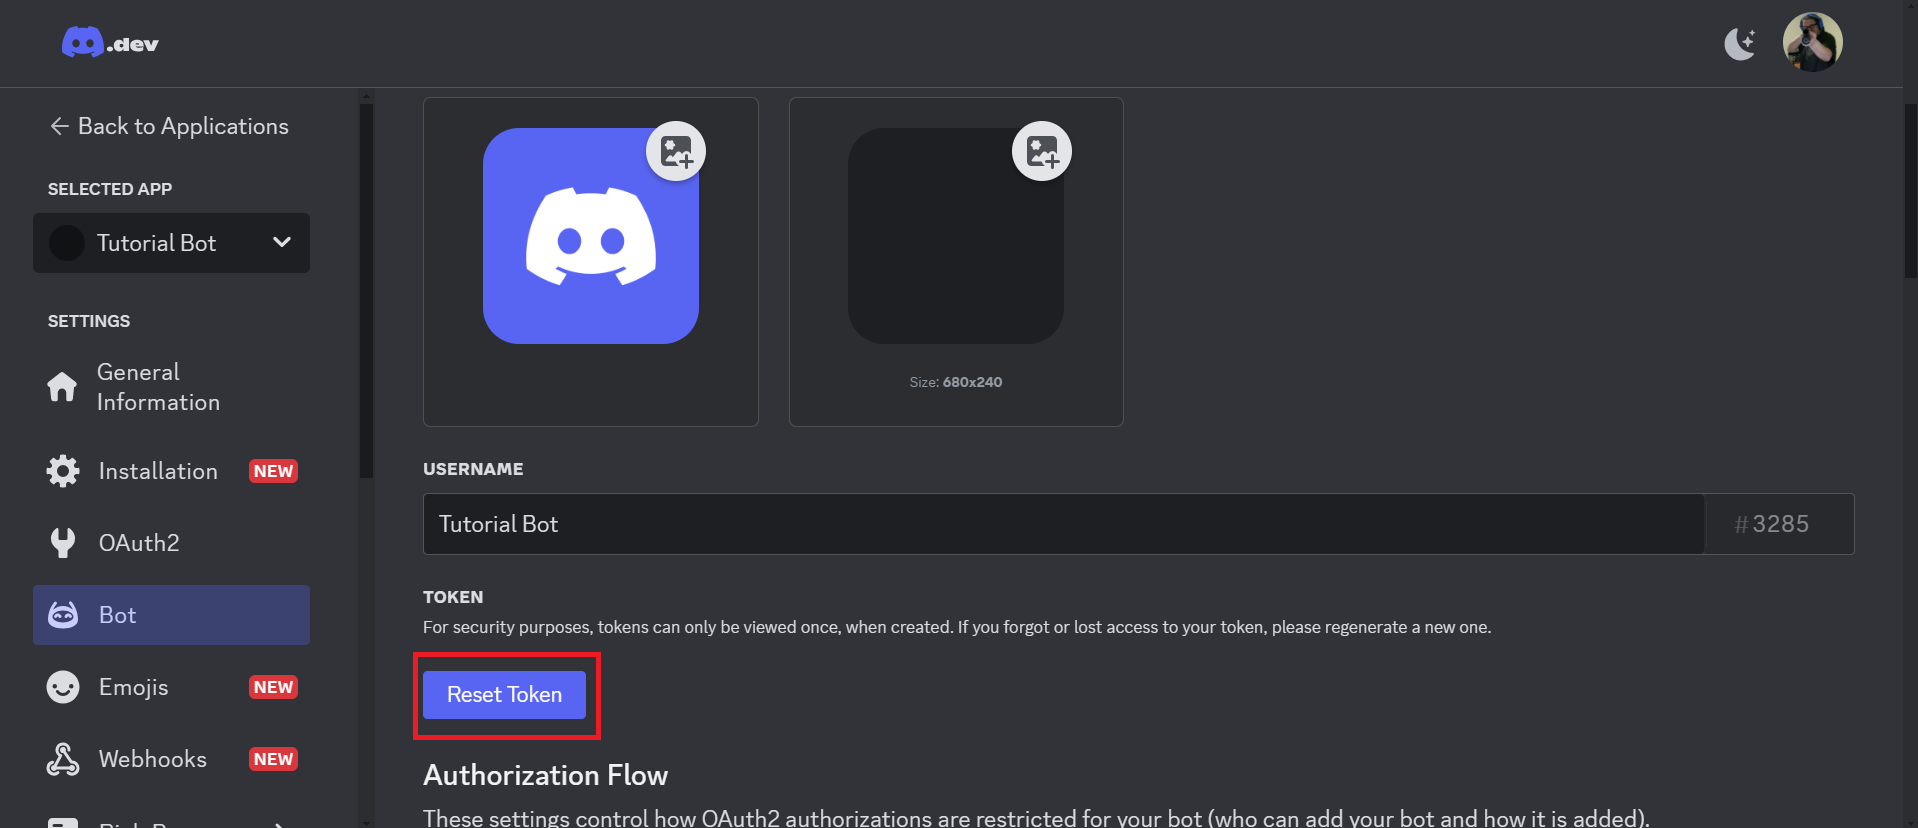 .dev
Back to Applications
SELECTED APP
Tutorial Bot
SETTINGS
General
Information
Installation NEW
OAuth2
Bot
Emojis NEW
Webhooks NEW
Size: 680x240
USERNAME
Tutorial Bot #3285
TOKEN
For security purposes, tokens can only be viewed once, when created. If you forgot or lost access to your token, please regenerate a new one.
Reset Token
Authorization Flow
These settings control how OAuth2 authorizations are restricted for your bot (who can add your bot and how it is added).